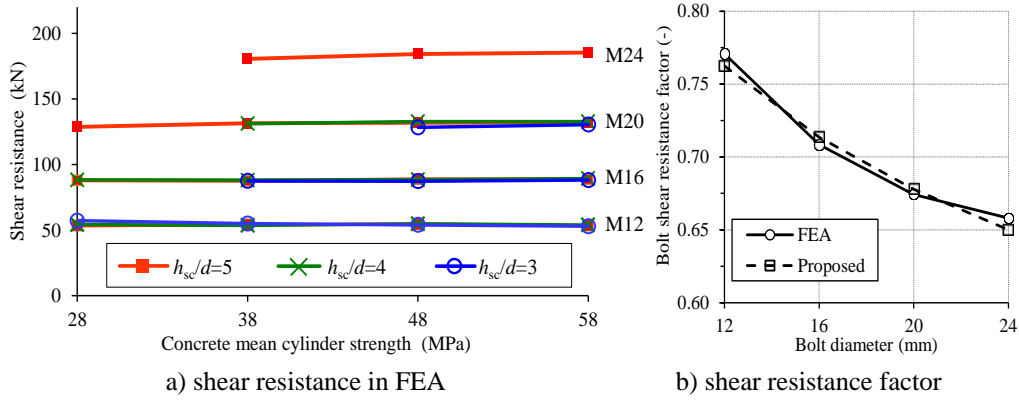 200
150
100
50
0
28
38
48
58
Shear resistance (kN)
Concrete mean cylinder strength (MPa)
M24
M20
M16
M12
hsc/d=5
hsc/d=4
hsc/d=3
a) shear resistance in FEA
0.80
0.75
0.70
0.65
0.60
12
16
20
24
Bolt shear resistance factor (-)
Bolt diameter (mm)
FEA
Proposed
b) shear resistance factor